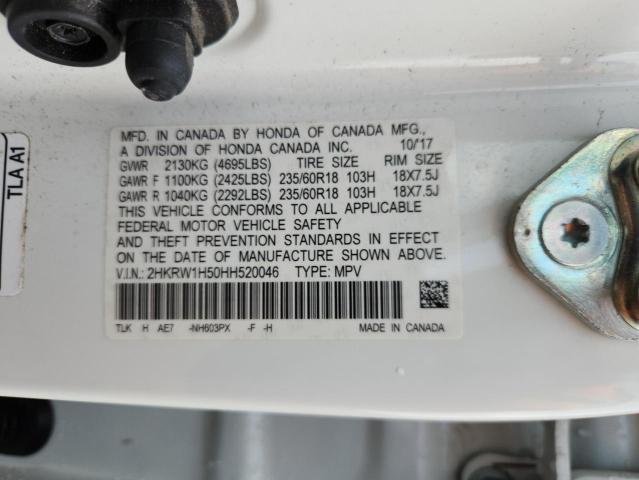 MFD. IN CANADA BY HONDA OF CANADA MFG.,
A DIVISION OF HONDA CANADA INC. 10/17
GVWR 2130KG (4695LBS) TIRE SIZE RIM SIZE
GAWR F 1100KG (2425LBS) 235/60R18 103H 18X7.5J
GAWR R 1040KG (2292LBS) 235/60R18 103H 18X7.5J
THIS VEHICLE CONFORMS TO ALL APPLICABLE
FEDERAL MOTOR VEHICLE SAFETY
AND THEFT PREVENTION STANDARDS IN EFFECT
ON THE DATE OF MANUFACTURE SHOWN ABOVE.
V.I.N.: 2HKRW1H50HH520046 TYPE: MPV
TLK H AE7 -NH603PX -F -H MADE IN CANADA
TLA A1